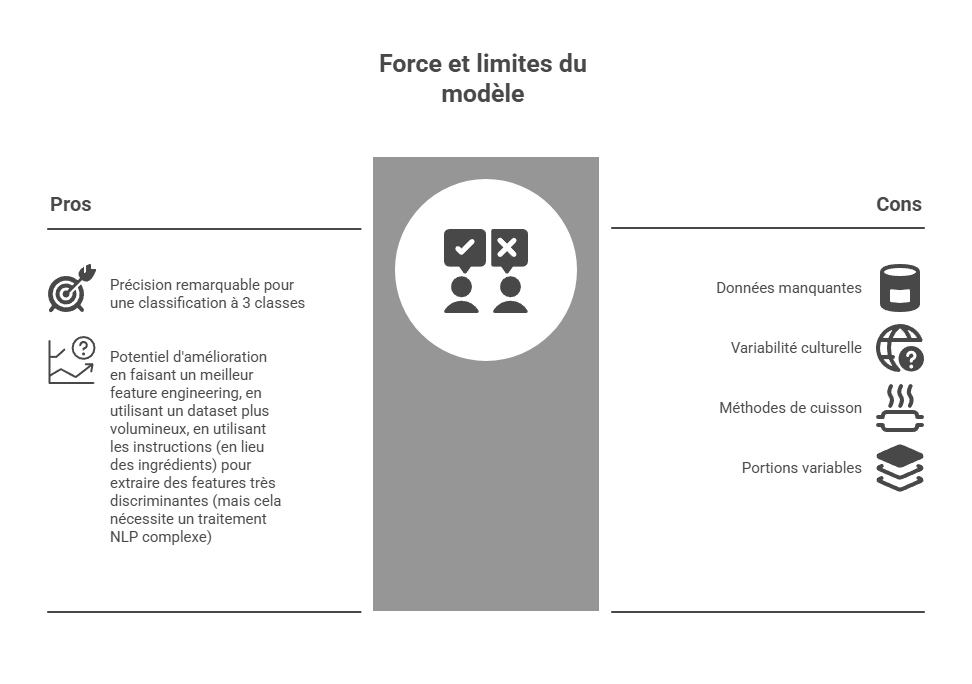 Force et limites du
modèle
Pros
Précision remarquable pour
une classification à 3 classes
Potentiel d'amélioration
en faisant un meilleur
feature engineering, en
utilisant un dataset plus
volumineux, en utilisant
les instructions (en lieu
des ingrédients) pour
extraire des features très
discriminantes (mais cela
nécessite un traitement
NLP complexe)
Cons
Données manquantes
Variabilité culturelle
Méthodes de cuisson
Portions variables